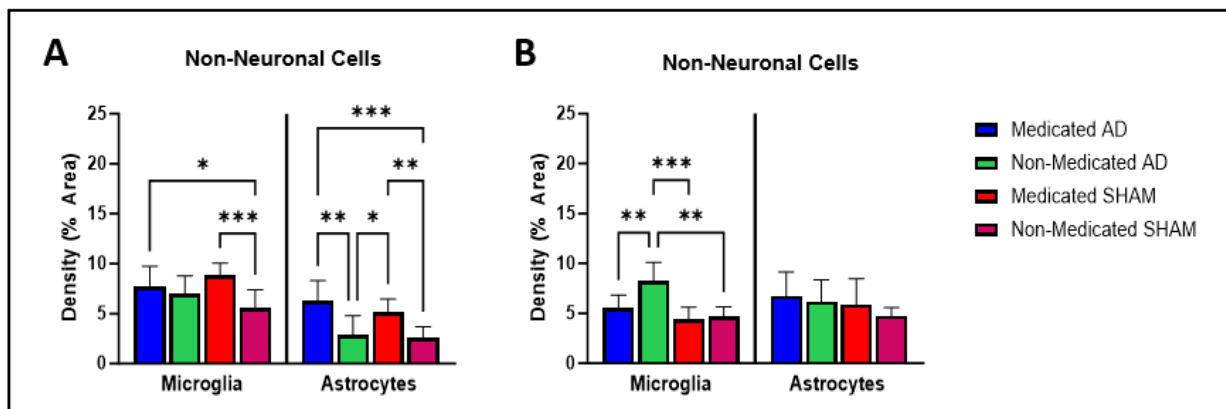 A
Non-Neuronal Cells
Density (% Area)
25
20
15
10
5
0
***
*
**
***
**
*
Microglia
Astrocytes
B
Non-Neuronal Cells
Density (% Area)
25
20
15
10
5
0
***
**
**
Microglia
Astrocytes
Medicated AD
Non-Medicated AD
Medicated SHAM
Non-Medicated SHAM